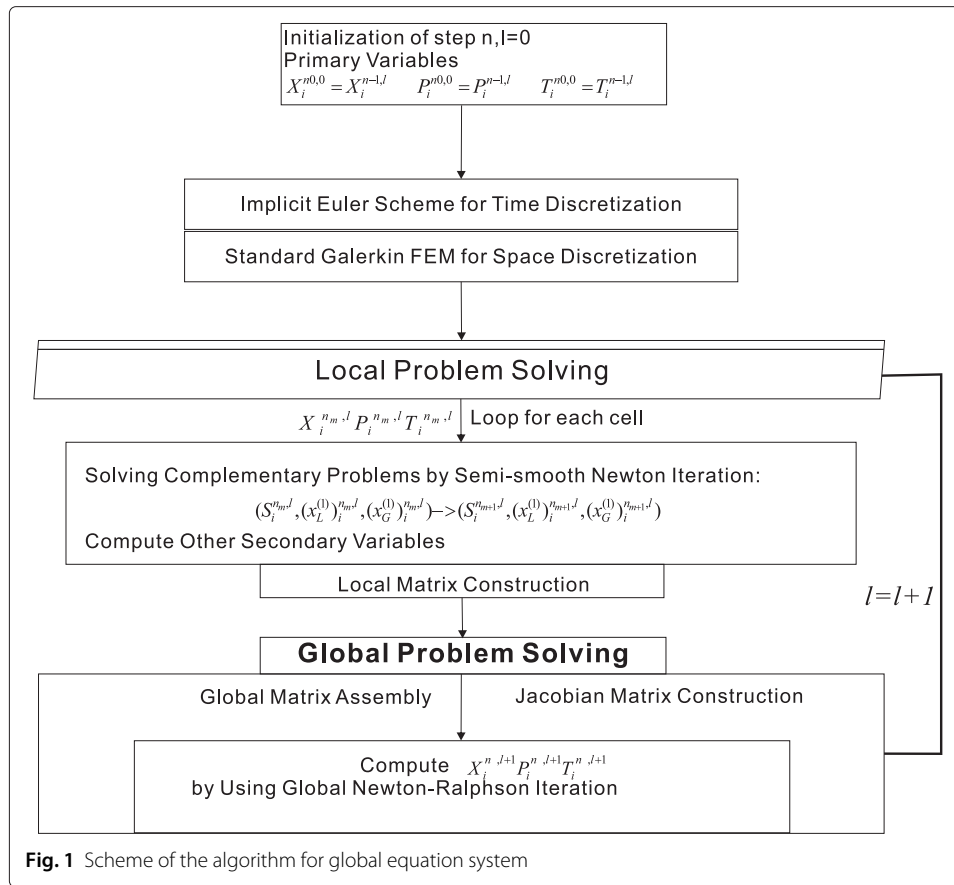 Initialization of step n,l=0
Primary Variables
X_i^{n0,0} = X_i^{n-1,l} P_i^{n0,0} = P_i^{n-1,l} T_i^{n0,0} = T_i^{n-1,l}
Implicit Euler Scheme for Time Discretization
Standard Galerkin FEM for Space Discretization
Local Problem Solving
X_i^{n_m,l} P_i^{n_m,l} T_i^{n_m,l} Loop for each cell
Solving Complementary Problems by Semi-smooth Newton Iteration:
(S_i^{n_m,l},(x_L^{(1)})_i^{n_m,l},(x_G^{(1)})_i^{n_m,l})−>(S_i^{n_{m+1},l},(x_L^{(1)})_i^{n_{m+1},l},(x_G^{(1)})_i^{n_{m+1},l})
Compute Other Secondary Variables
Local Matrix Construction
l=l+1
Global Problem Solving
Global Matrix Assembly Jacobian Matrix Construction
Compute X_i^{n,l+1} P_i^{n,l+1} T_i^{n,l+1}
by Using Global Newton-Ralphson Iteration
Fig. 1 Scheme of the algorithm for global equation system